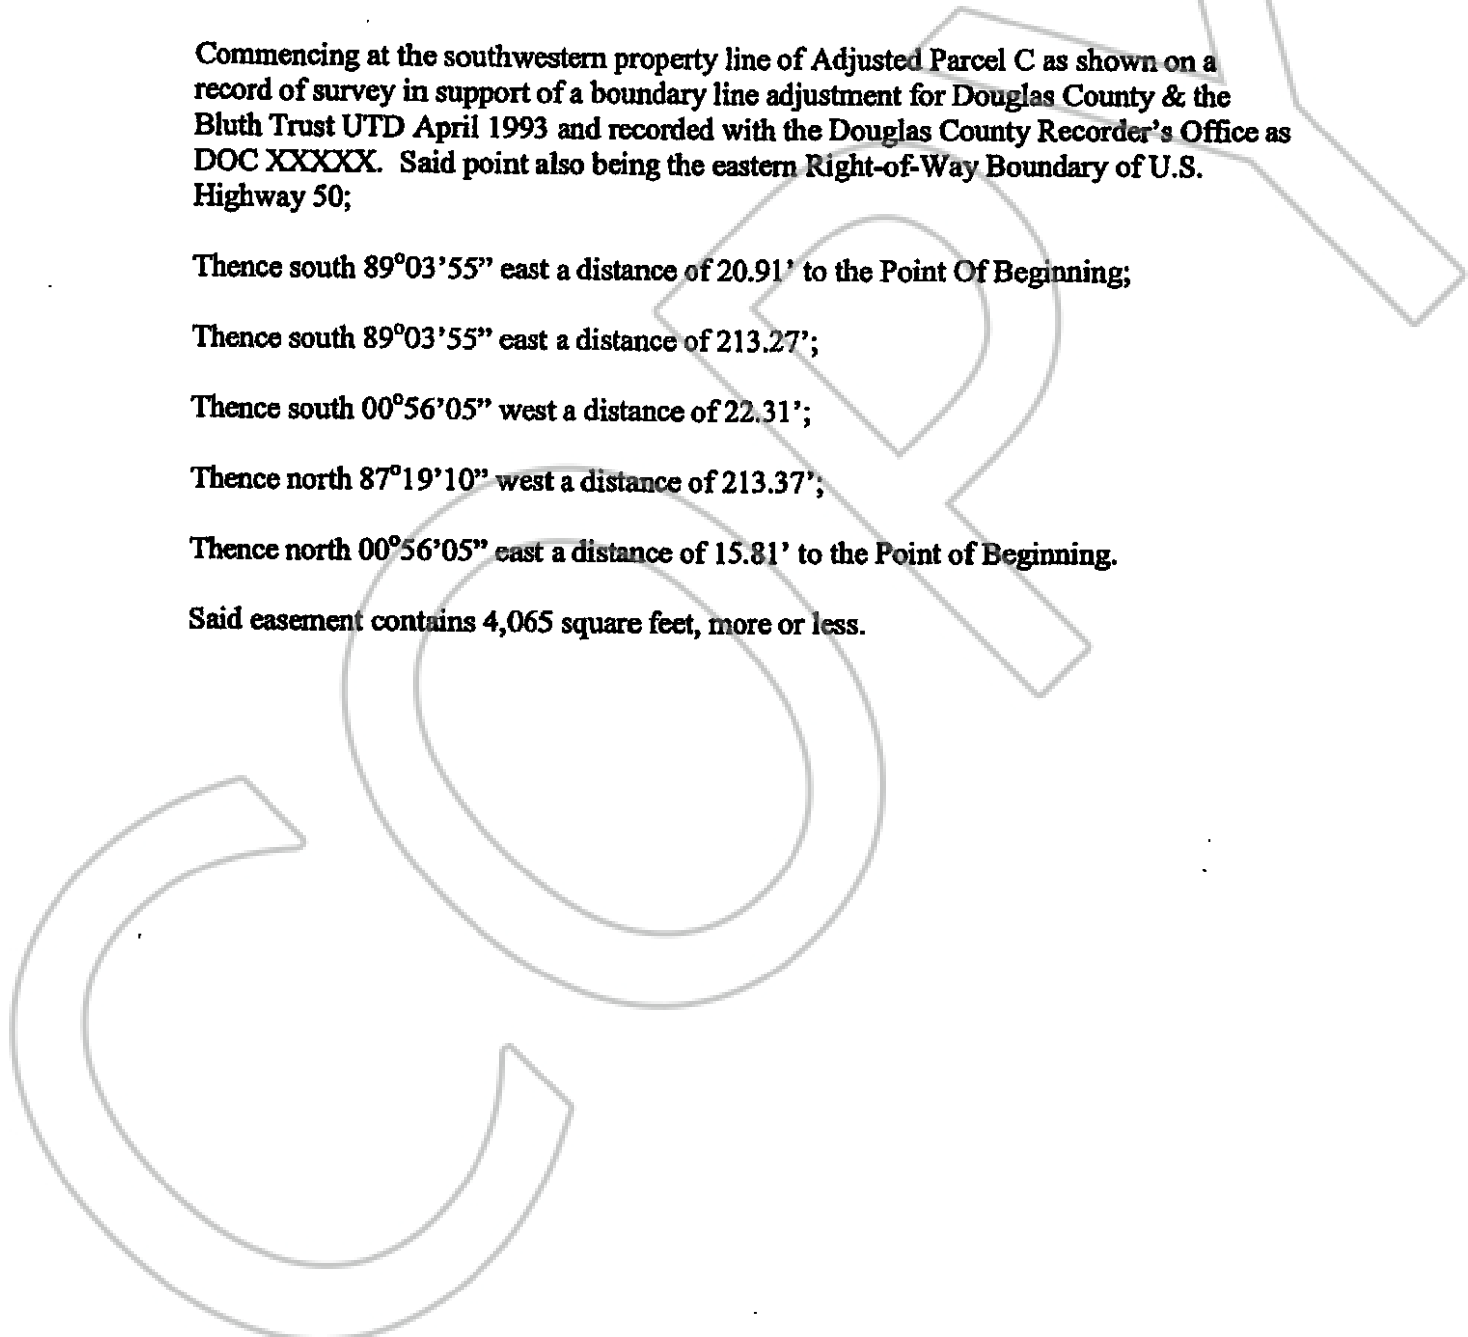 Commencing at the southwestern property line of Adjusted Parcel C as shown on a
record of survey in support of a boundary line adjustment for Douglas County & the
Bluth Trust UTD April 1993 and recorded with the Douglas County Recorder's Office as
DOC XXXXX.  Said point also being the eastern Right-of-Way Boundary of U.S.
Highway 50;
Thence south 89°03'55" east a distance of 20.91' to the Point Of Beginning;
Thence south 89°03'55" east a distance of 213.27';
Thence south 00°56'05" west a distance of 22.31';
Thence north 87°19'10" west a distance of 213.37';
Thence north 00°56'05" east a distance of 15.81' to the Point of Beginning.
Said easement contains 4,065 square feet, more or less.
COPY